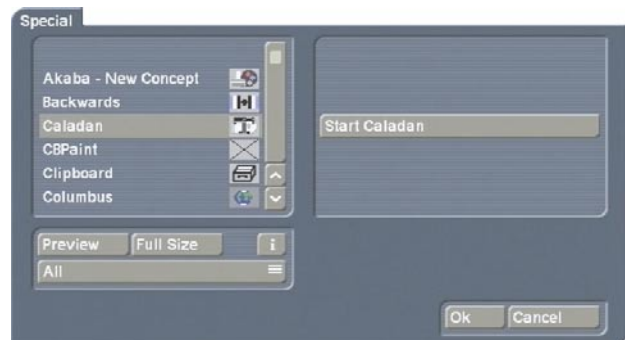 Special
Akaba - New Concept
Backwards
Caladan
CBPaint
Clipboard
Columbus
Start Caladan
Preview Full Size i
All
Ok Cancel